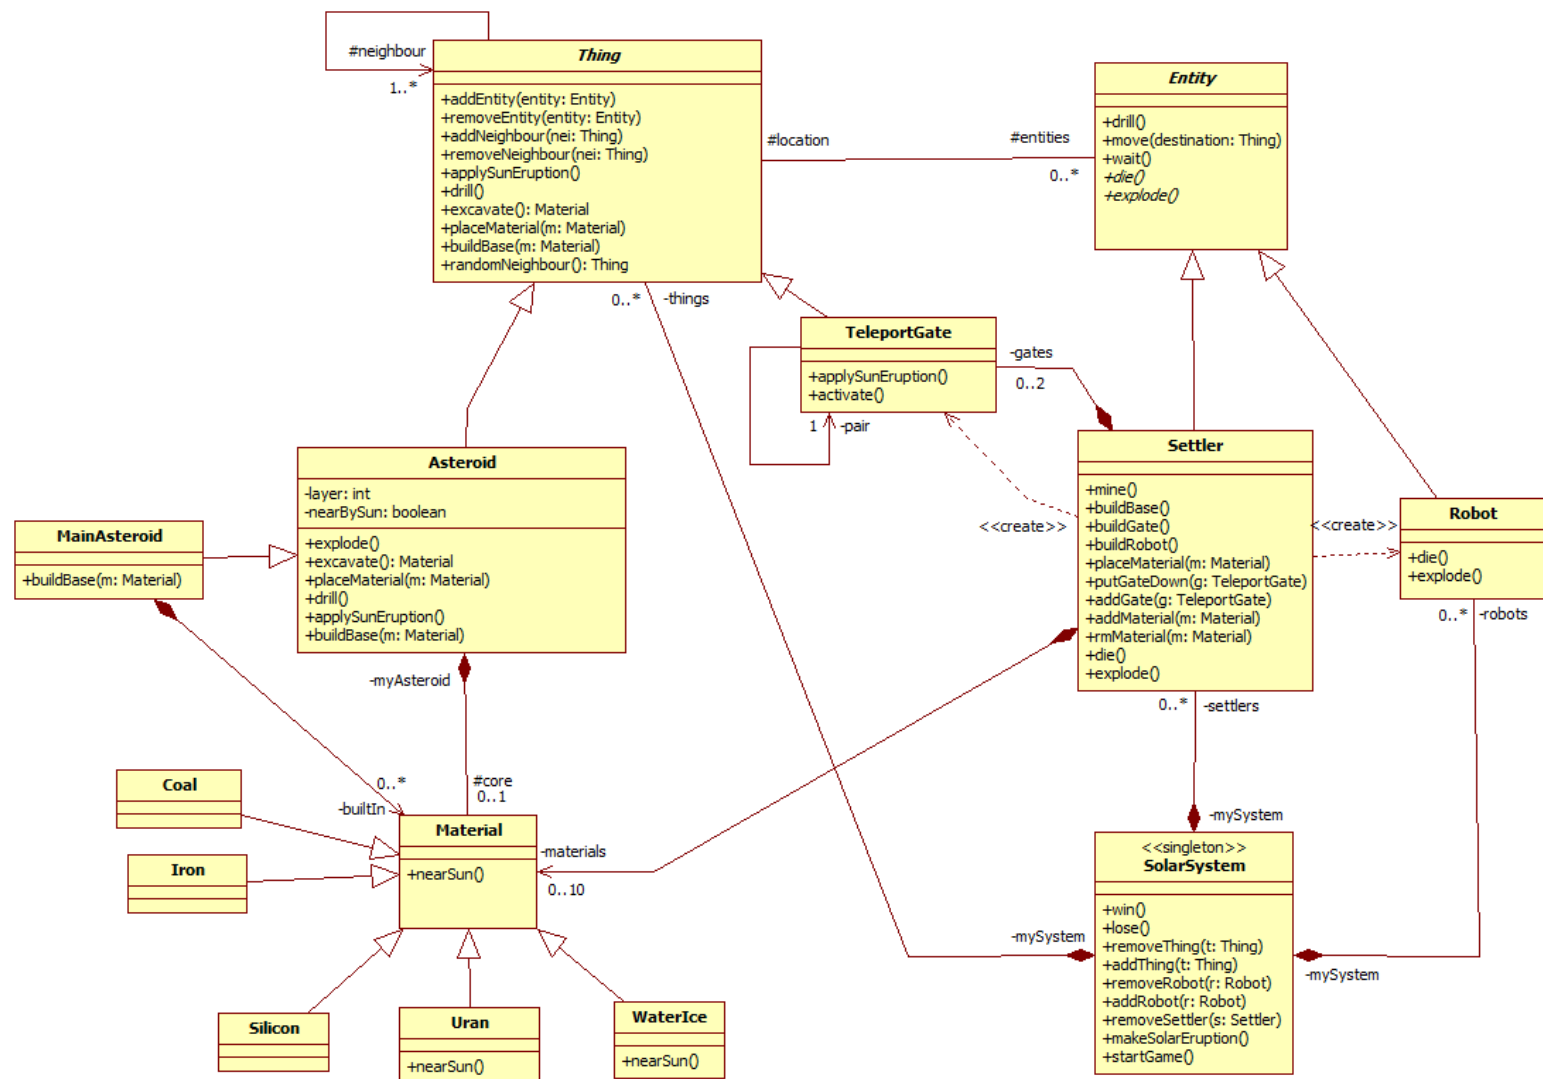 #neighbour
1..*
Thing
+addEntity(entity: Entity)
+removeEntity(entity: Entity)
+addNeighbour(nei: Thing)
+removeNeighbour(nei: Thing)
+applySunEruption()
+drill()
+excavate(): Material
+placeMaterial(m: Material)
+buildBase(m: Material)
+randomNeighbour(): Thing
#location
#entities
0..*
Entity
+drill()
+move(destination: Thing)
+wait()
+die()
+explode()
0..*
-things
TeleportGate
+applySunEruption()
+activate()
1
-pair
-gates
0..2
Settler
+mine()
+buildBase()
+buildGate()
+buildRobot()
+placeMaterial(m: Material)
+putGateDown(g: TeleportGate)
+addGate(g: TeleportGate)
+addMaterial(m: Material)
+rmMaterial(m: Material)
+die()
+explode()
<<create>>
<<create>>
Robot
+die()
+explode()
0..*
-robots
Asteroid
-layer: int
-nearBySun: boolean
+explode()
+excavate(): Material
+placeMaterial(m: Material)
+drill()
+applySunEruption()
+buildBase(m: Material)
MainAsteroid
+buildBase(m: Material)
-myAsteroid
0..*
-builtIn
#core
0..1
Coal
Iron
Material
+nearSun()
-materials
0..10
0..*
-settlers
-mySystem
-mySystem
-mySystem
<<singleton>>
SolarSystem
+win()
+lose()
+removeThing(t: Thing)
+addThing(t: Thing)
+removeRobot(r: Robot)
+addRobot(r: Robot)
+removeSettler(s: Settler)
+makeSolarEruption()
+startGame()
Silicon
Uran
+nearSun()
WaterIce
+nearSun()